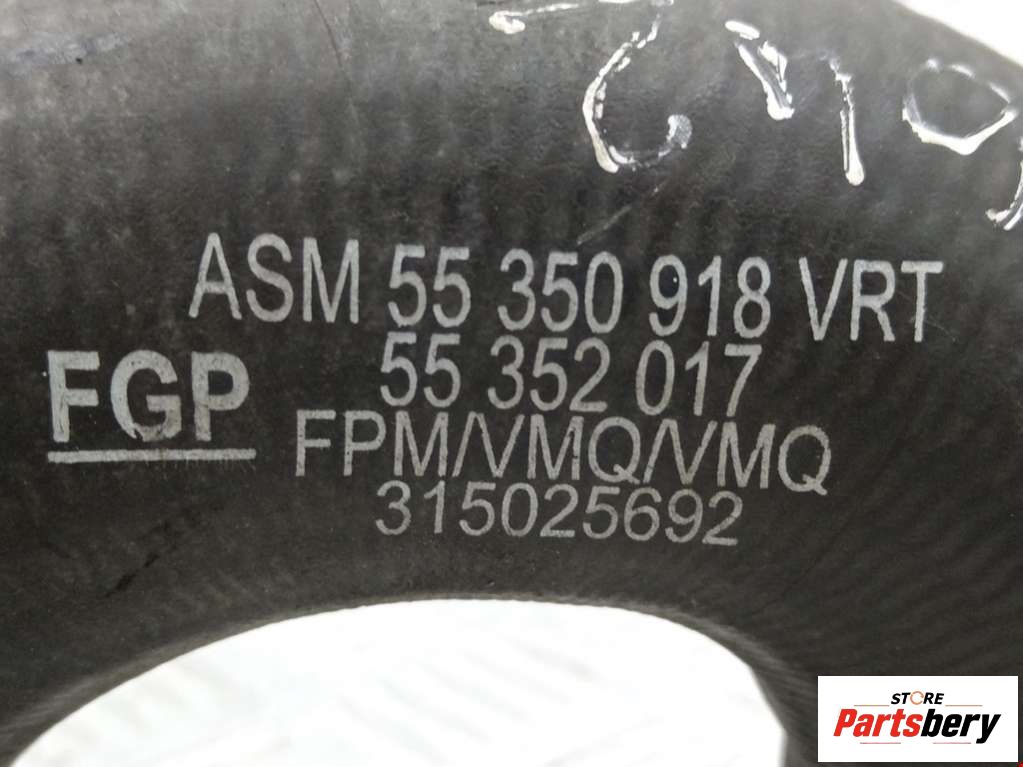 ASM 55 350 918 VRT
FGP 55 352 017
FPM/VMQ/VMQ
315025692
STORE
Partsbery